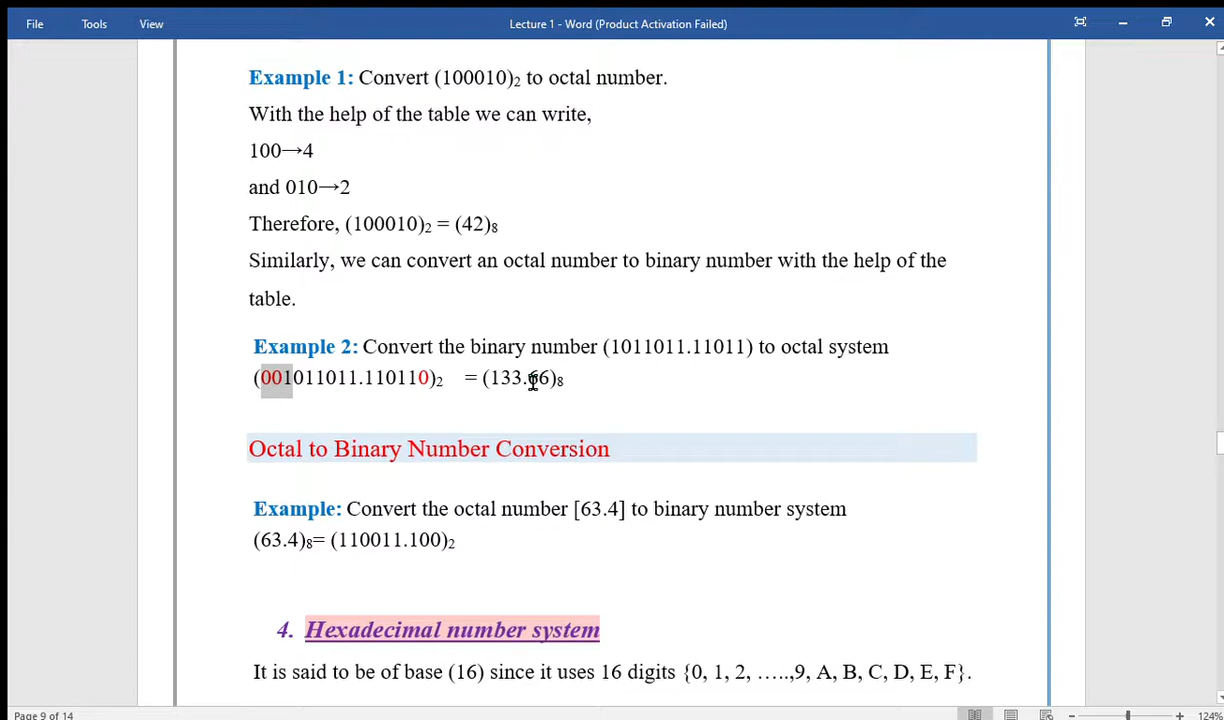 File Tools View Lecture 1 - Word (Product Activation Failed)
Example 1: Convert (100010)₂ to octal number.
With the help of the table we can write,
100→4
and 010→2
Therefore, (100010)₂ = (42)₈
Similarly, we can convert an octal number to binary number with the help of the
table.
Example 2: Convert the binary number (1011011.11011) to octal system
(001011011.110110)₂ = (133.66)₈
Octal to Binary Number Conversion
Example: Convert the octal number [63.4] to binary number system
(63.4)₈= (110011.100)₂
4. Hexadecimal number system
It is said to be of base (16) since it uses 16 digits {0, 1, 2, …..,9, A, B, C, D, E, F}.
Page 9 of 14 124%